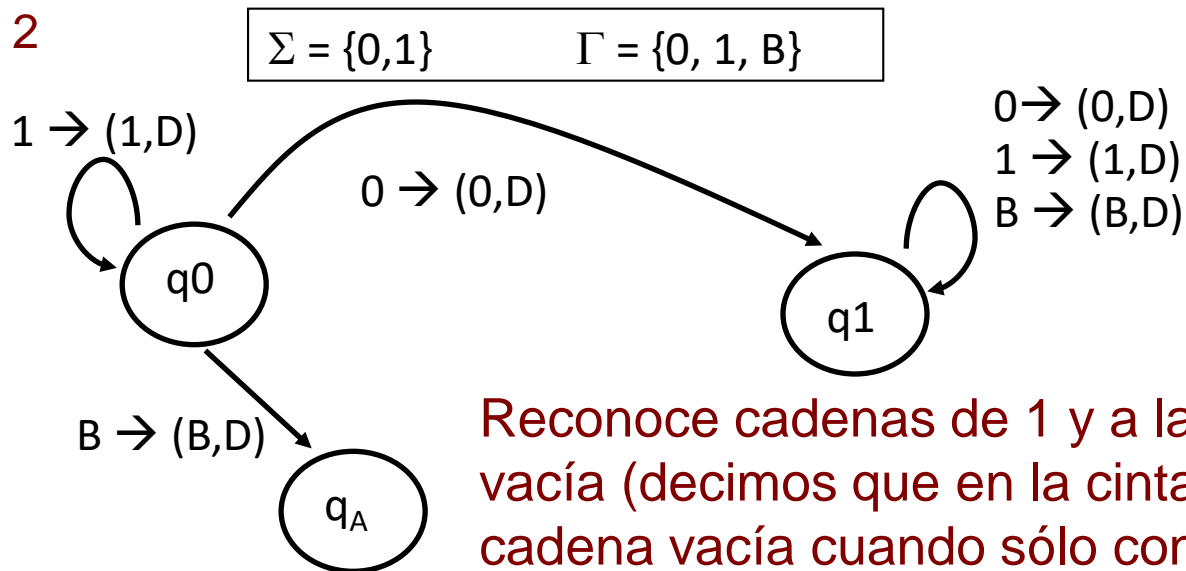 2
Σ = {0,1} Γ = {0, 1, B}
1 → (1,D)
0 → (0,D)
0→ (0,D)
1 → (1,D)
B → (B,D)
q0
q1
B → (B,D)
qA
Reconoce cadenas de 1 y a la
vacía (decimos que en la cinta
cadena vacía cuando sólo con